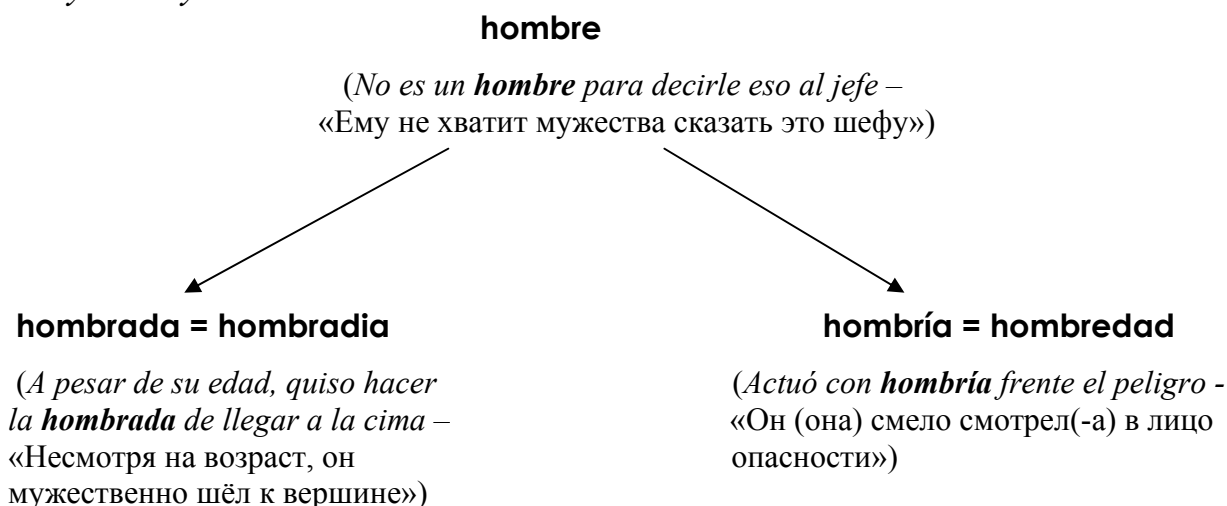 hombre
(No es un hombre para decirle eso al jefe –
«Ему не хватит мужества сказать это шефу»)
hombrada = hombradia
(A pesar de su edad, quiso hacer
la hombrada de llegar a la cima –
«Несмотря на возраст, он
мужественно шёл к вершине»)
hombría = hombredad
(Actuó con hombría frente el peligro -
«Он (она) смело смотрел(-а) в лицо
опасности»)